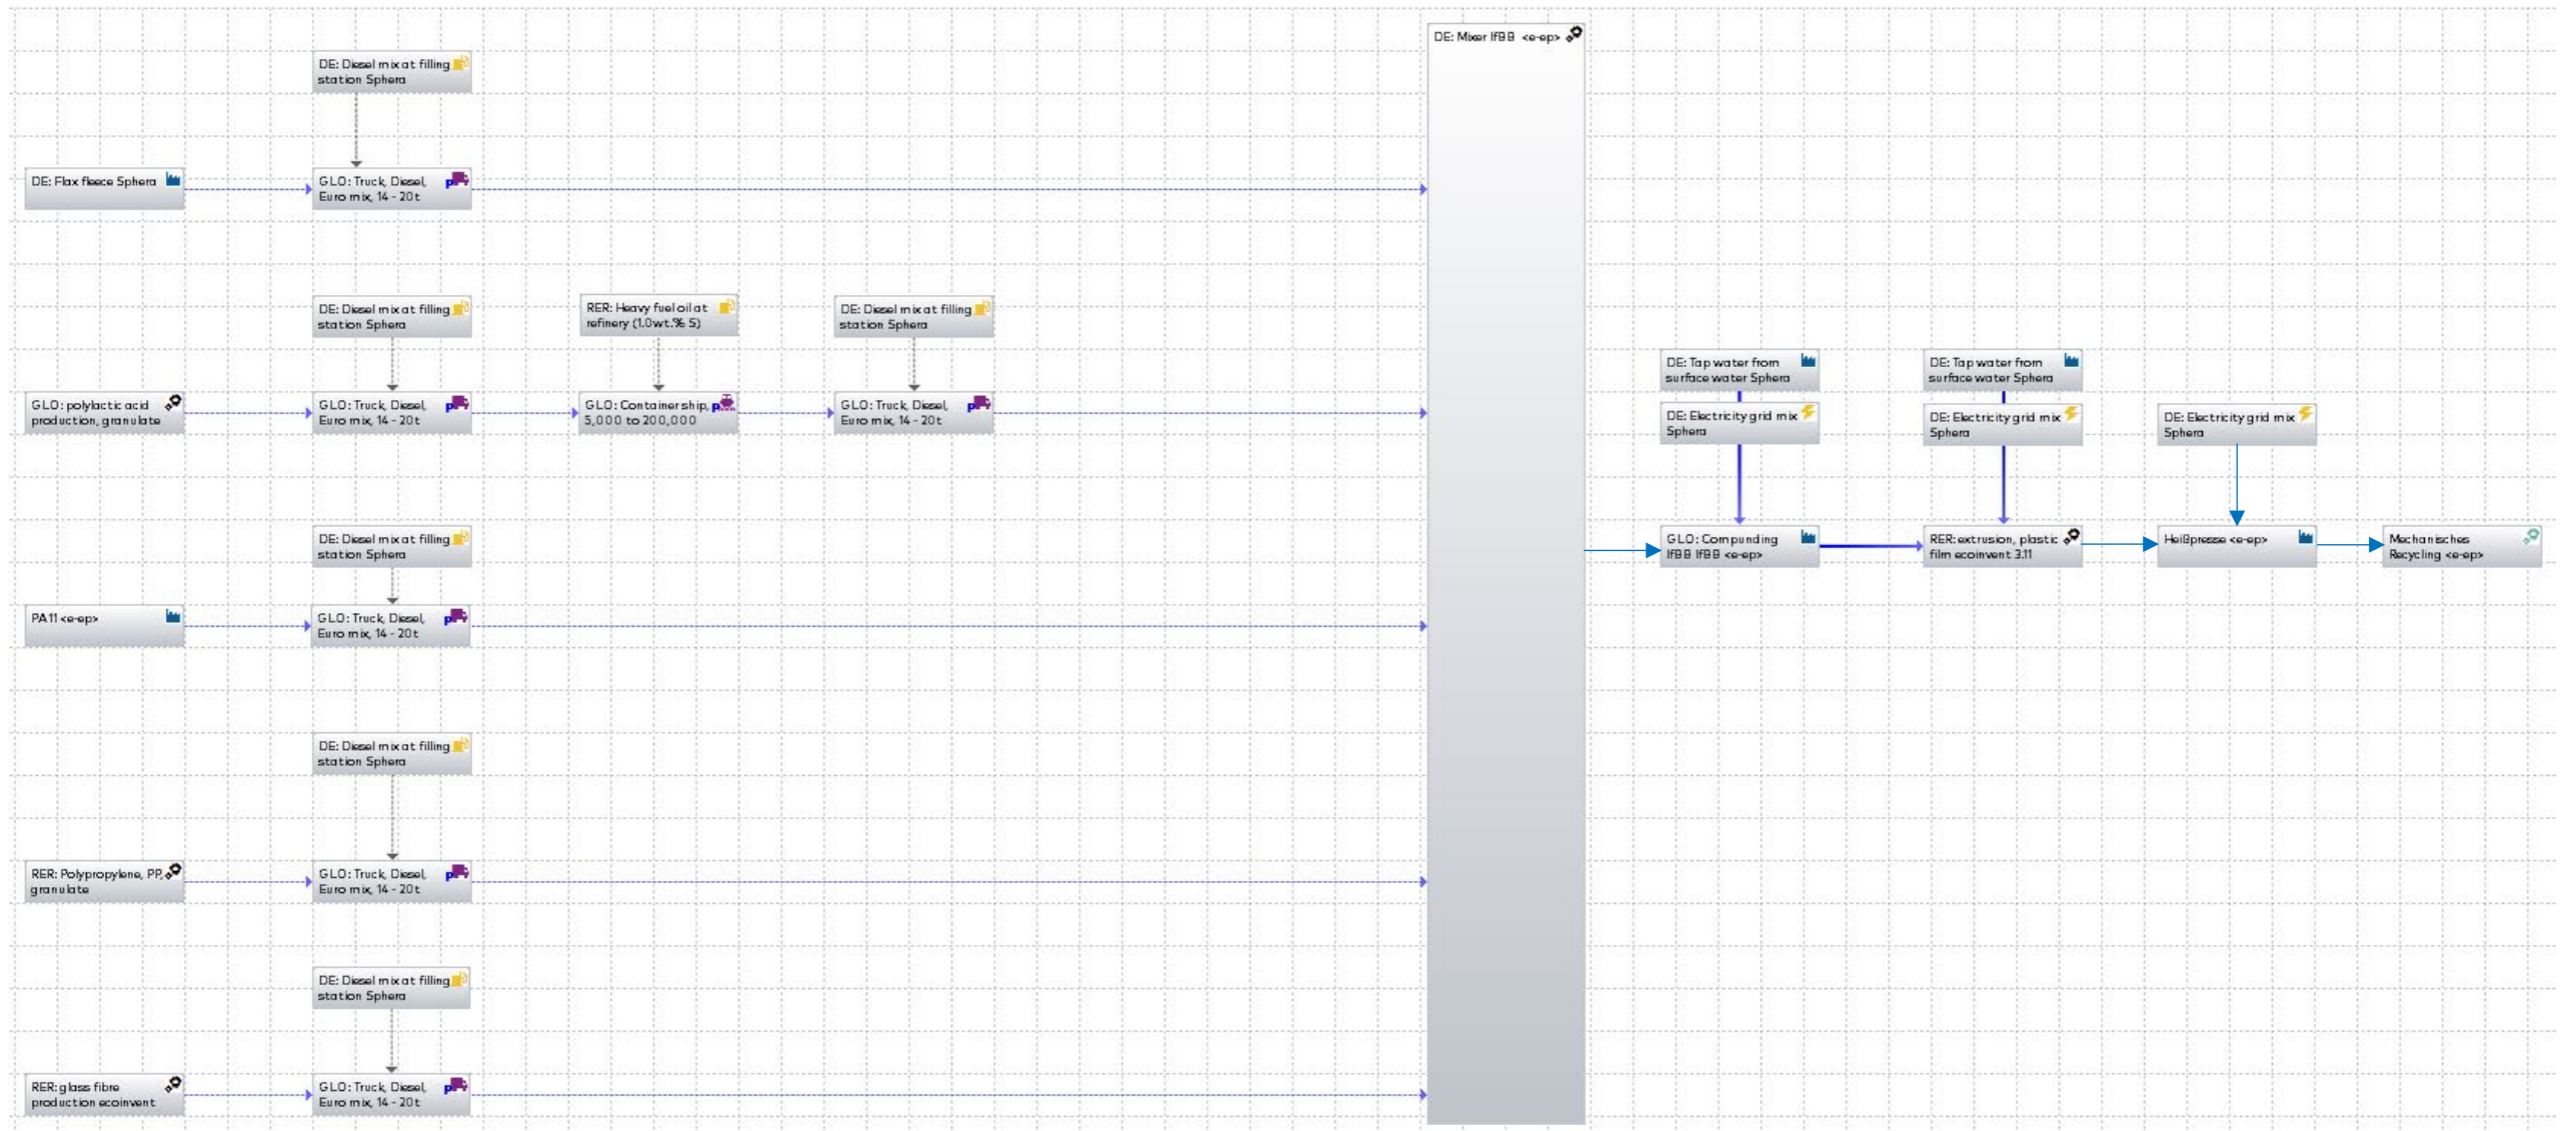 DE: Mixer IfBB <e-ep>
DE: Diesel mix at filling
station Sphera
DE: Flax fleece Sphera
GLO: Truck, Diesel,
Euro mix, 14 - 20t
DE: Diesel mix at filling
station Sphera
RER: Heavy fuel oil at
refinery (1.0wt.% S)
DE: Diesel mix at filling
station Sphera
GLO: polylactic acid
production, granulate
GLO: Truck, Diesel,
Euro mix, 14 - 20t
GLO: Container ship,
5,000 to 200,000
GLO: Truck, Diesel,
Euro mix, 14 - 20t
DE: Tap water from
surface water Sphera
DE: Tap water from
surface water Sphera
DE: Electricity grid mix
Sphera
DE: Electricity grid mix
Sphera
DE: Electricity grid mix
Sphera
DE: Diesel mix at filling
station Sphera
GLO: Compunding
IfBB IfBB <e-ep>
RER: extrusion, plastic
film ecoinvent 3.11
Heißpresse <e-ep>
Mechanisches
Recycling <e-ep>
PA11 <e-ep>
GLO: Truck, Diesel,
Euro mix, 14 - 20t
DE: Diesel mix at filling
station Sphera
RER: Polypropylene, PP,
granulate
GLO: Truck, Diesel,
Euro mix, 14 - 20t
DE: Diesel mix at filling
station Sphera
RER: glass fibre
production ecoinvent
GLO: Truck, Diesel,
Euro mix, 14 - 20t